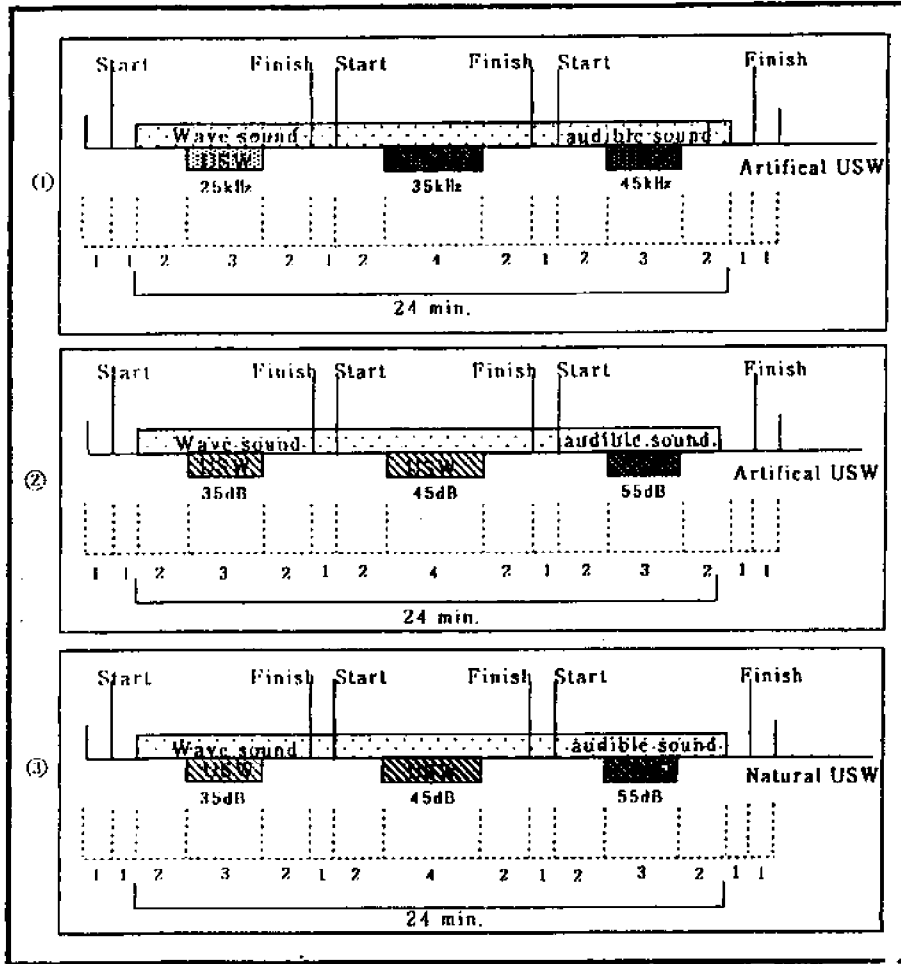 Start Finish Start Finish Start Finish
Wave sound audible sound
USW
25kHz 35kHz 45kHz Artifical USW
①
1 1 2 3 2 1 2 4 2 1 2 3 2 1 1
24 min.
Start Finish Start Finish Start Finish
Wave sound audible sound
USW USW
35dB 45dB 55dB Artifical USW
②
1 1 2 3 2 1 2 4 2 1 2 3 2 1 1
24 min.
Start Finish Start Finish Start Finish
Wave sound audible sound
USW USW
35dB 45dB 55dB Natural USW
③
1 1 2 3 2 1 2 4 2 1 2 3 2 1 1
24 min.